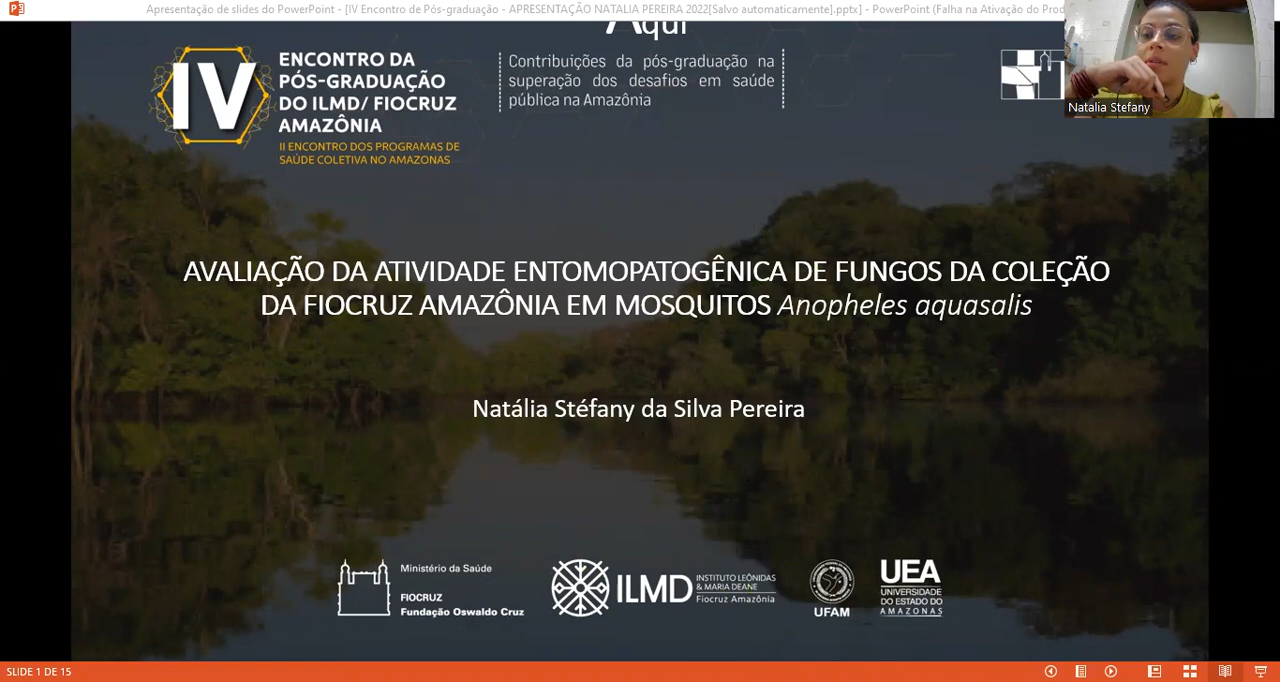 Apresentação de slides do PowerPoint - [IV Encontro de Pós-graduação - APRESENTAÇÃO NATALIA PEREIRA 2022[Salvo automaticamente].pptx] - PowerPoint (Falha na Ativação do Prod
Aqui
IV
ENCONTRO DA
PÓS-GRADUAÇÃO
DO ILMD/ FIOCRUZ
AMAZÔNIA
II ENCONTRO DOS PROGRAMAS DE
SAÚDE COLETIVA NO AMAZONAS
Contribuições da pós-graduação na
superação dos desafios em saúde
pública na Amazônia
Natalia Stefany
AVALIAÇÃO DA ATIVIDADE ENTOMOPATOGÊNICA DE FUNGOS DA COLEÇÃO
DA FIOCRUZ AMAZÔNIA EM MOSQUITOS Anopheles aquasalis
Natália Stéfany da Silva Pereira
Ministério da Saúde
FIOCRUZ
Fundação Oswaldo Cruz
ILMD
INSTITUTO LEÔNIDAS
& MARIA DEANE
Fiocruz Amazônia
UFAM
UEA
UNIVERSIDADE
DO ESTADO DO
AMAZONAS
SLIDE 1 DE 15